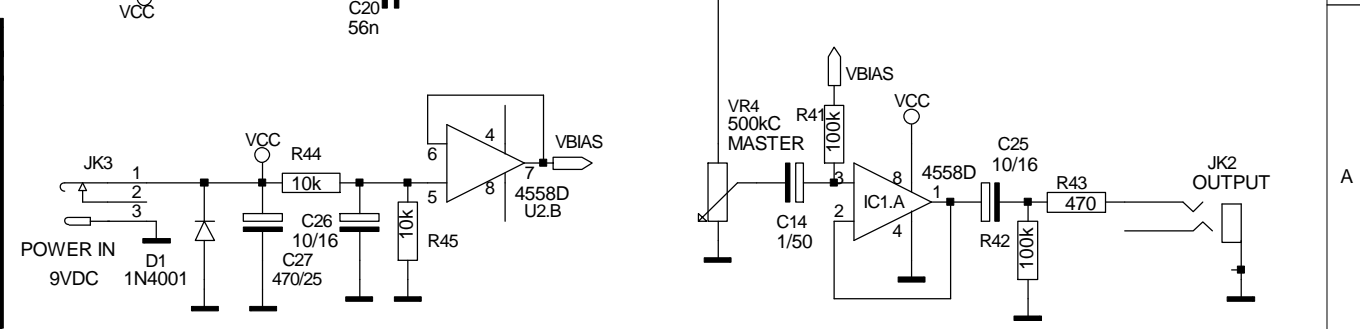 VCC
C20
56n
JK3
1
2
3
POWER IN
9VDC
D1
1N4001
VCC
R44
10k
C26
10/16
C27
470/25
10k
R45
6
5
4
8
7
4558D
U2.B
VBIAS
VR4
500kC
MASTER
C14
1/50
R41
100k
VBIAS
VCC
3
2
8
4
1
IC1.A
4558D
C25
10/16
R42
100k
R43
470
JK2
OUTPUT
A